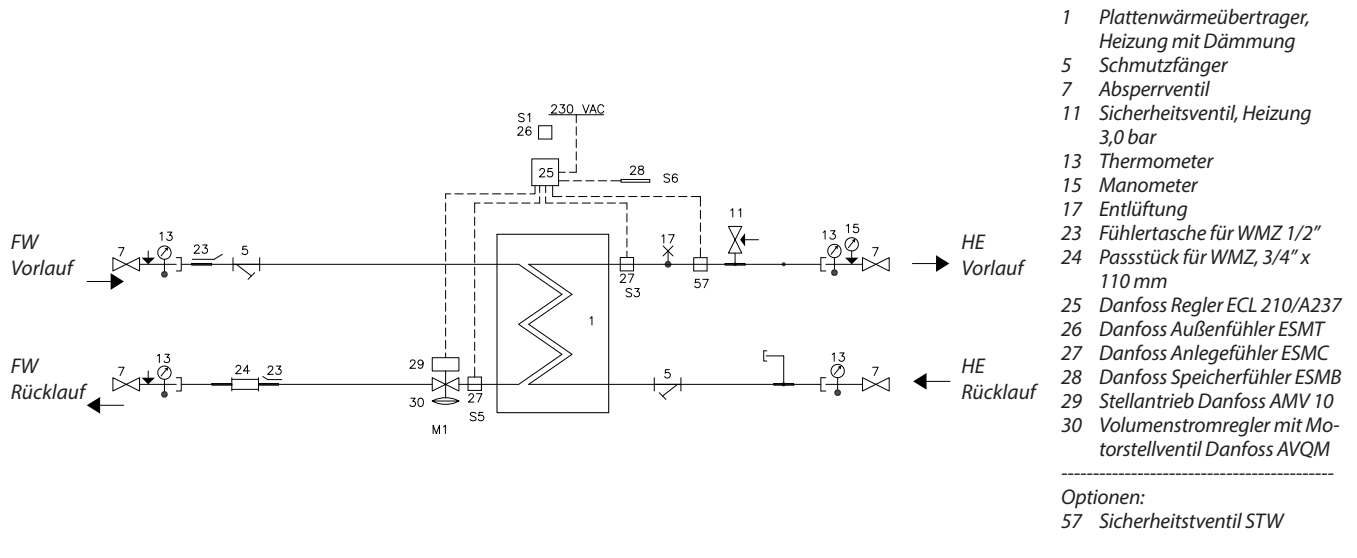 230 VAC
S1
26
25
28
S6
FW
Vorlauf
7
13
23
5
27
S3
17
57
11
13
15
7
HE
Vorlauf
1
FW
Rücklauf
7
13
24
23
29
30
M1
27
S5
5
13
7
HE
Rücklauf
1 Plattenwärmeübertrager,
Heizung mit Dämmung
5 Schmutzfänger
7 Absperrventil
11 Sicherheitsventil, Heizung
3,0 bar
13 Thermometer
15 Manometer
17 Entlüftung
23 Fühlertasche für WMZ 1/2”
24 Passstück für WMZ, 3/4” x
110 mm
25 Danfoss Regler ECL 210/A237
26 Danfoss Außenfühler ESMT
27 Danfoss Anlegefühler ESMC
28 Danfoss Speicherfühler ESMB
29 Stellantrieb Danfoss AMV 10
30 Volumenstromregler mit Mo-
torstellventil Danfoss AVQM
-------------------------------------------
Optionen:
57 Sicherheitstventil STW